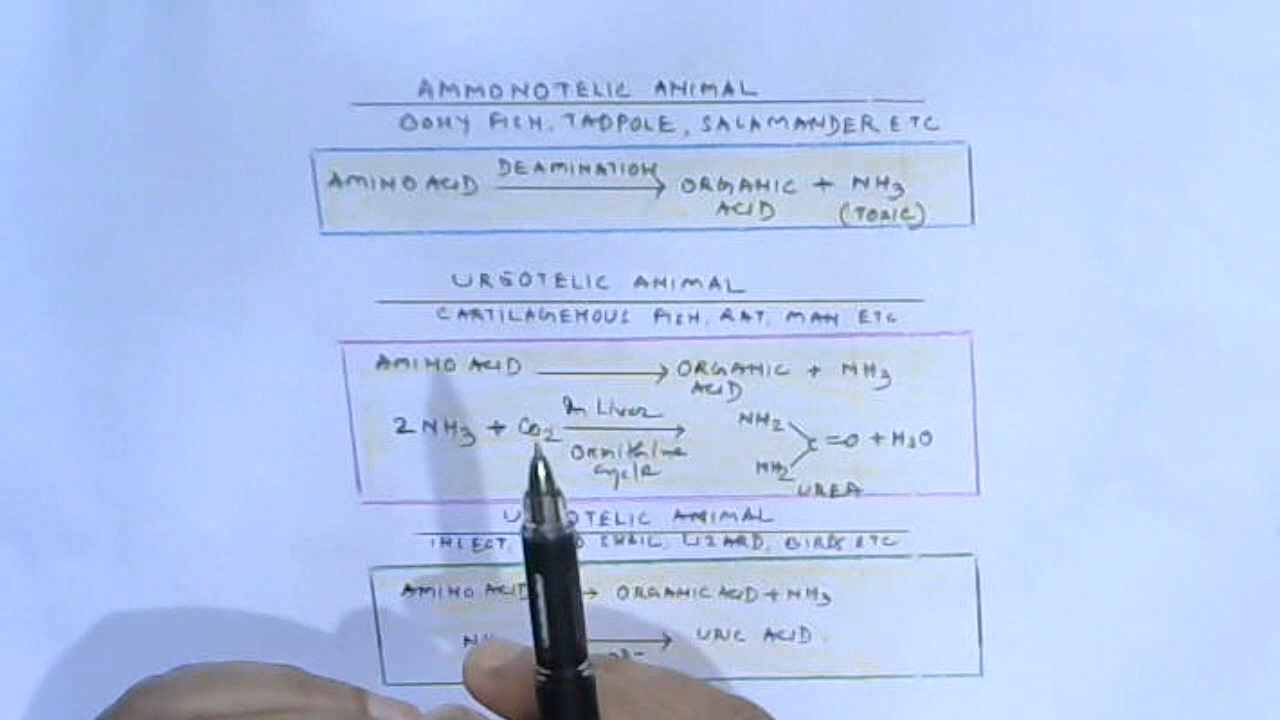 AMMONOTELIC ANIMAL
BONY FISH, TADPOLE, SALAMANDER ETC
AMINO ACID DEAMINATION ORGANIC ACID + NH3
(TOXIC)
UREOTELIC ANIMAL
CARTILAGENOUS FISH, RAT, MAN ETC
AMINO ACID → ORGANIC ACID + NH3
2NH3 + CO2 In Liver → NH2 NH2 C=O + H2O
Ornithine cycle
UREA
OTELIC ANIMAL
INSECT, SNAIL, LIZARD, BIRDS ETC
AMINO ACID → ORGANIC ACID + NH3
→ URIC ACID